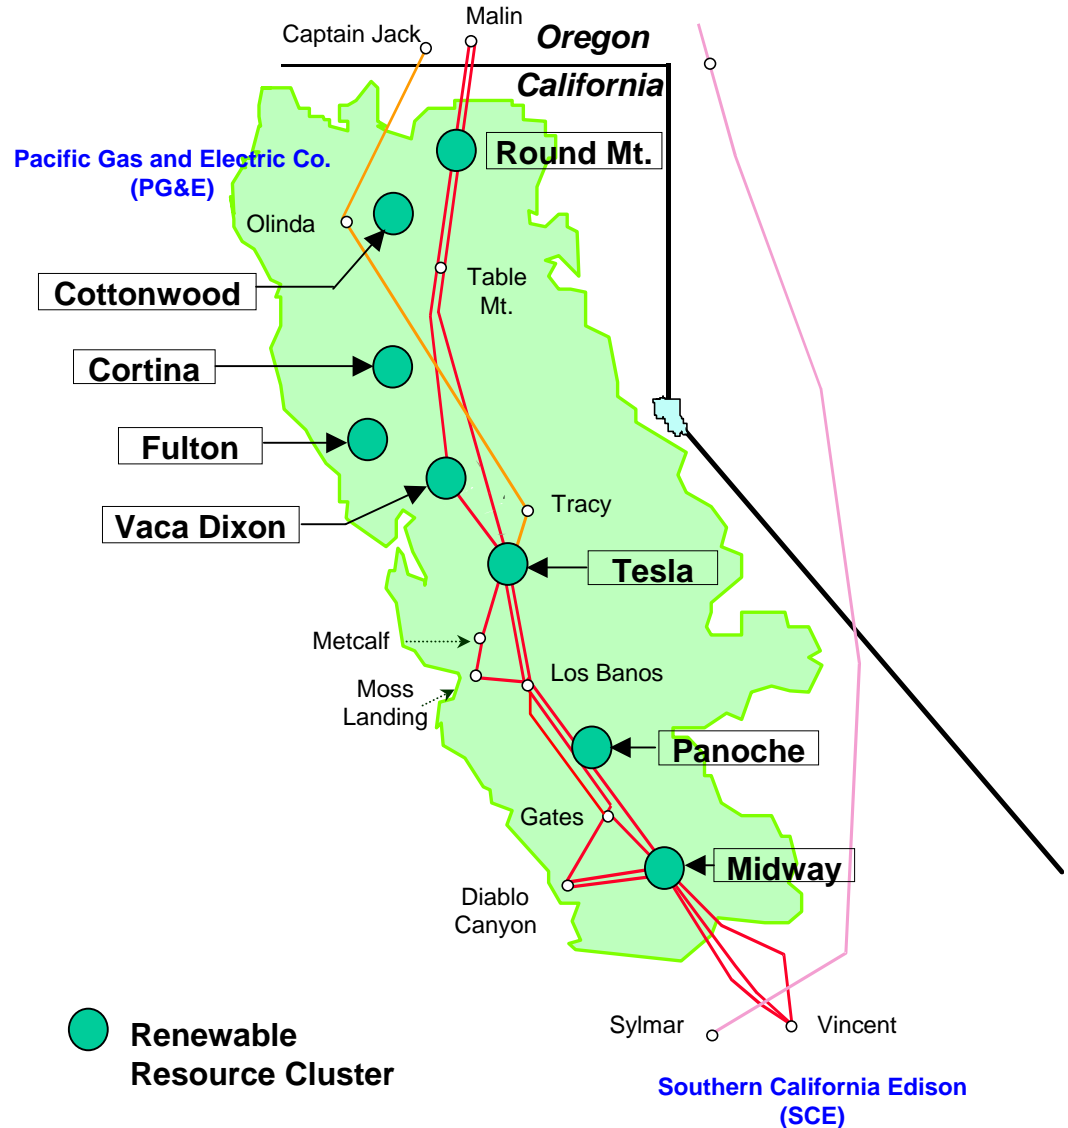 Malin
Captain Jack
Oregon
California
Round Mt.
Pacific Gas and Electric Co.
(PG&E)
Olinda
Table
Mt.
Cottonwood
Cortina
Fulton
Vaca Dixon
Tracy
Tesla
Metcalf
Los Banos
Moss
Landing
Panoche
Gates
Midway
Diablo
Canyon
Sylmar
Vincent
Renewable
Resource Cluster
Southern California Edison
(SCE)